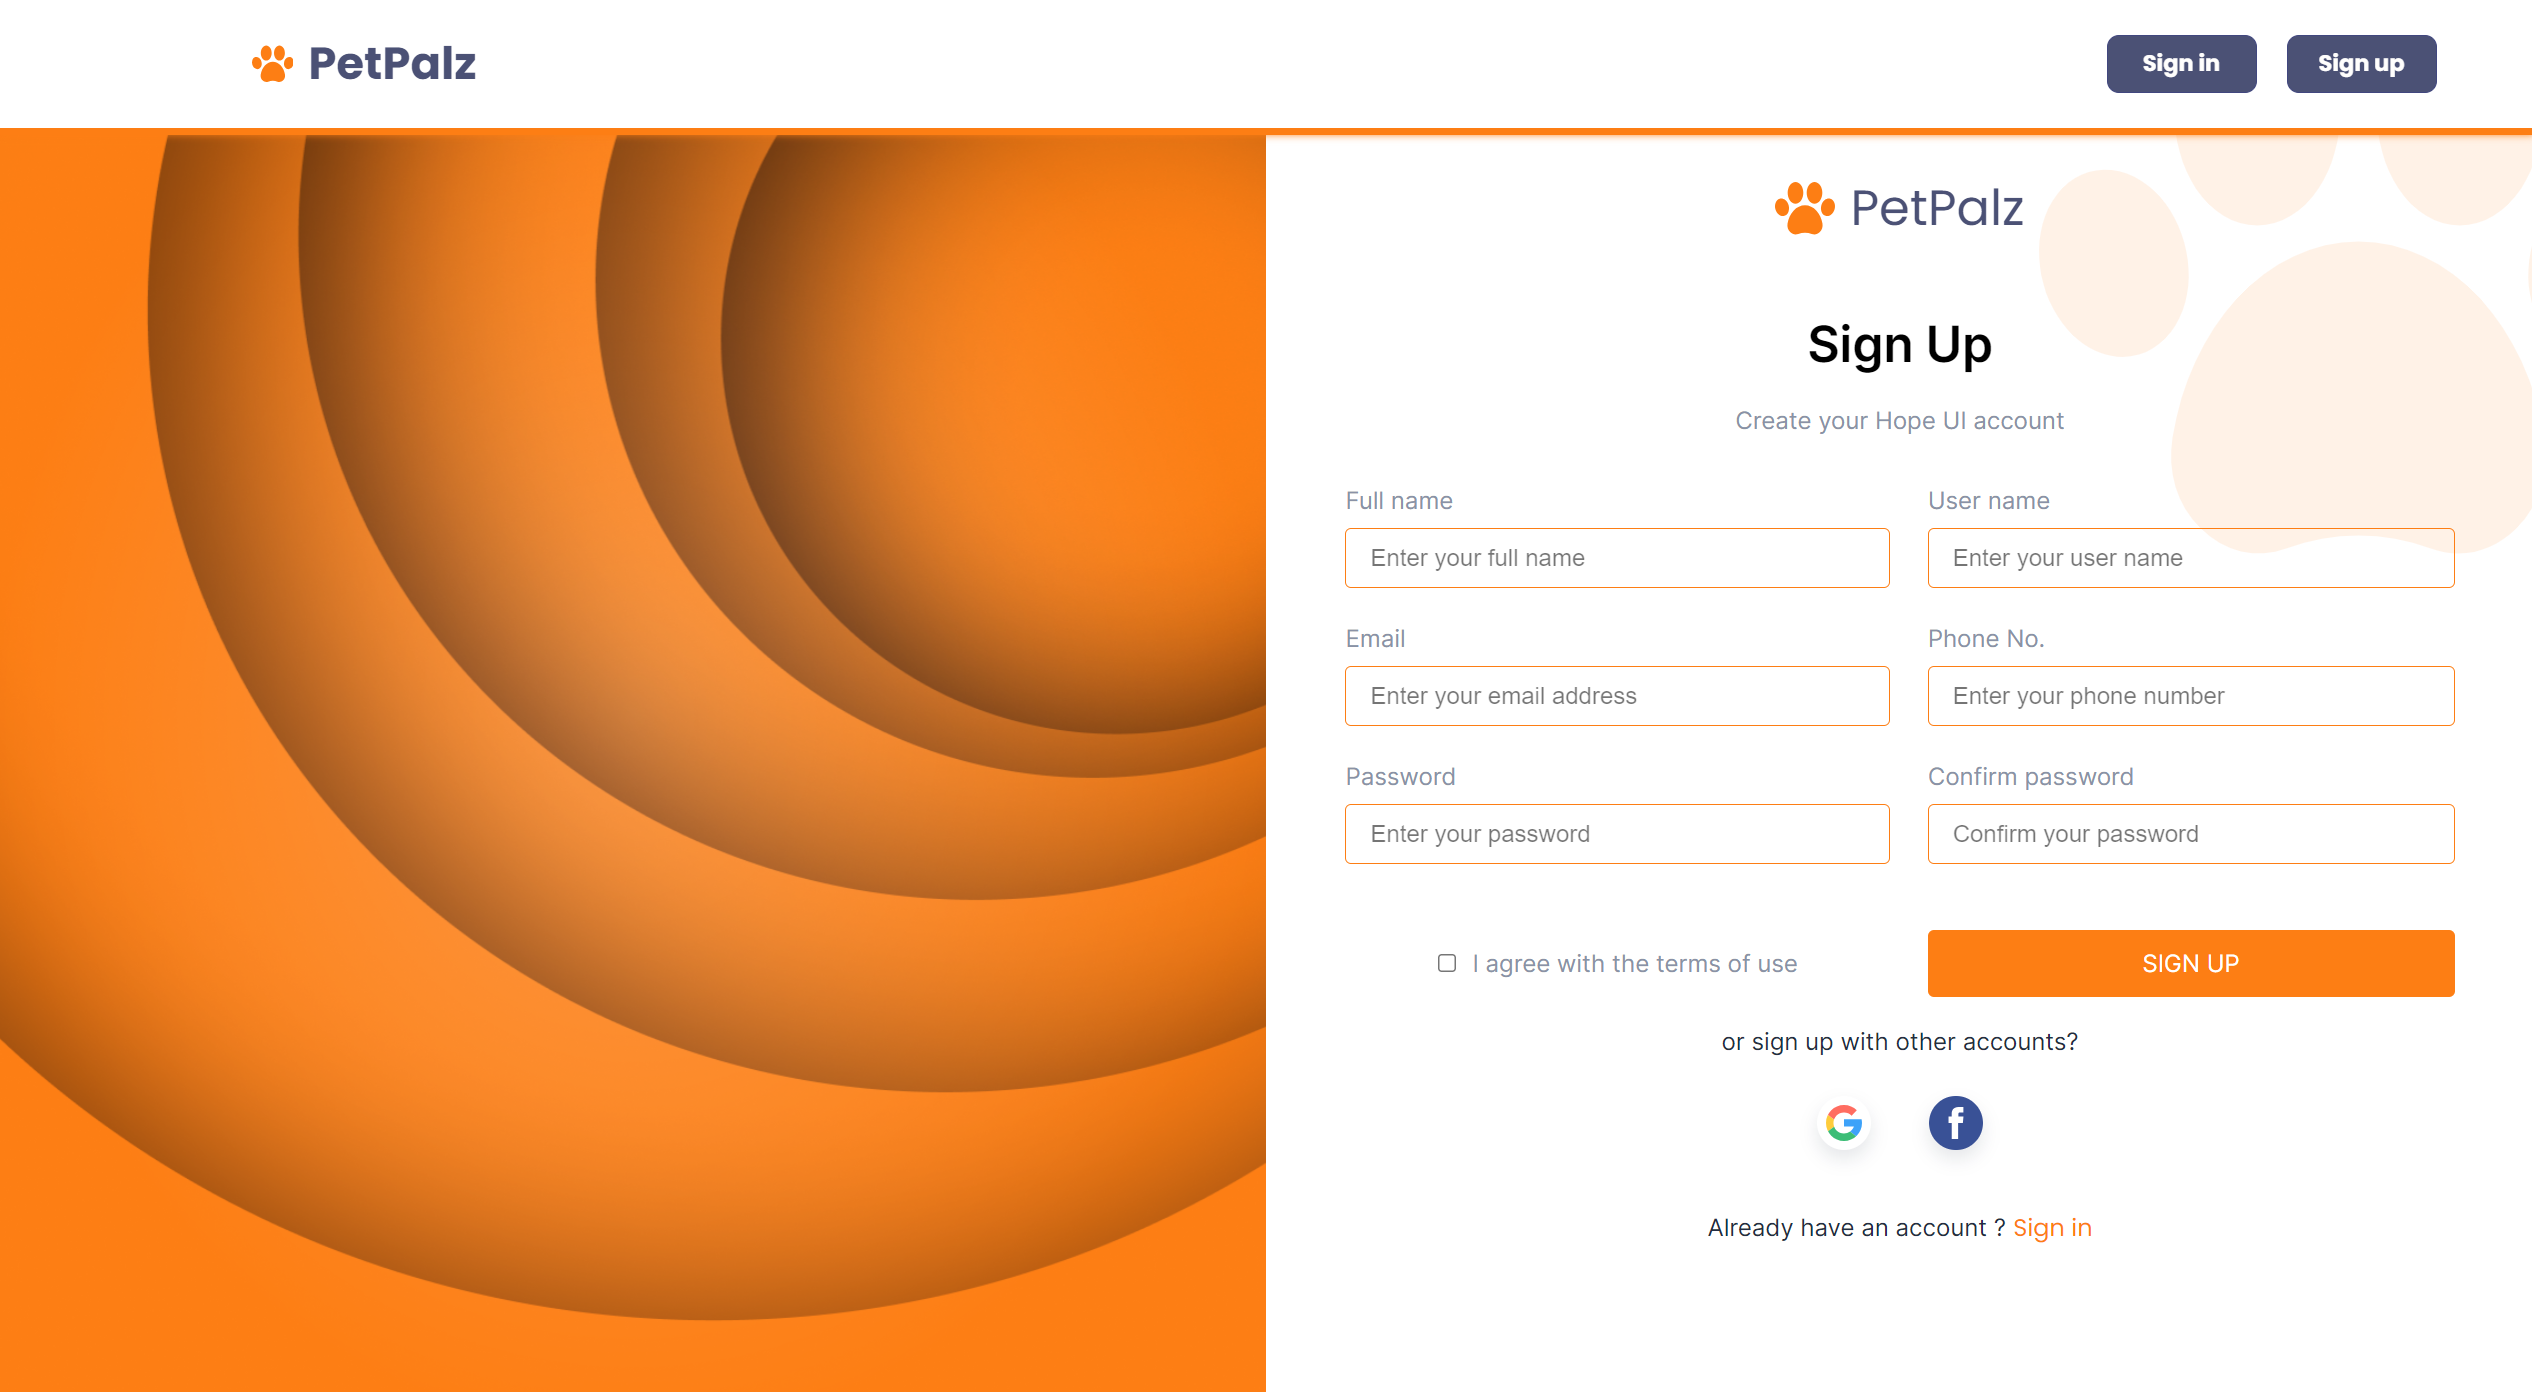 PetPalz
Sign in
Sign up
PetPalz
Sign Up
Create your Hope UI account
Full name
User name
Enter your full name
Enter your user name
Email
Phone No.
Enter your email address
Enter your phone number
Password
Confirm password
Enter your password
Confirm your password
I agree with the terms of use
SIGN UP
or sign up with other accounts?
Already have an account ? Sign in